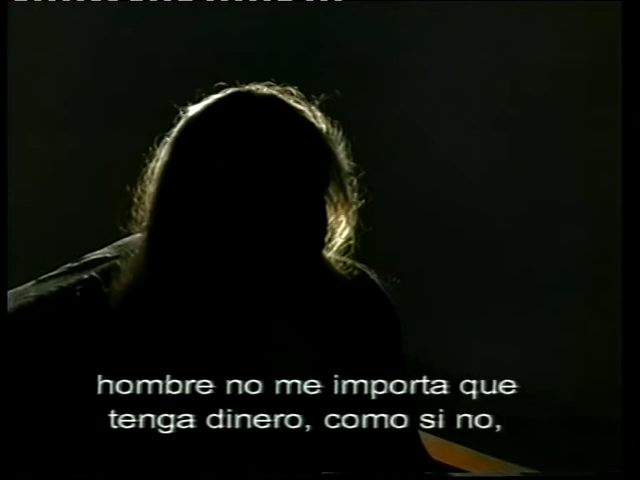 hombre no me importa que
tenga dinero, como si no,